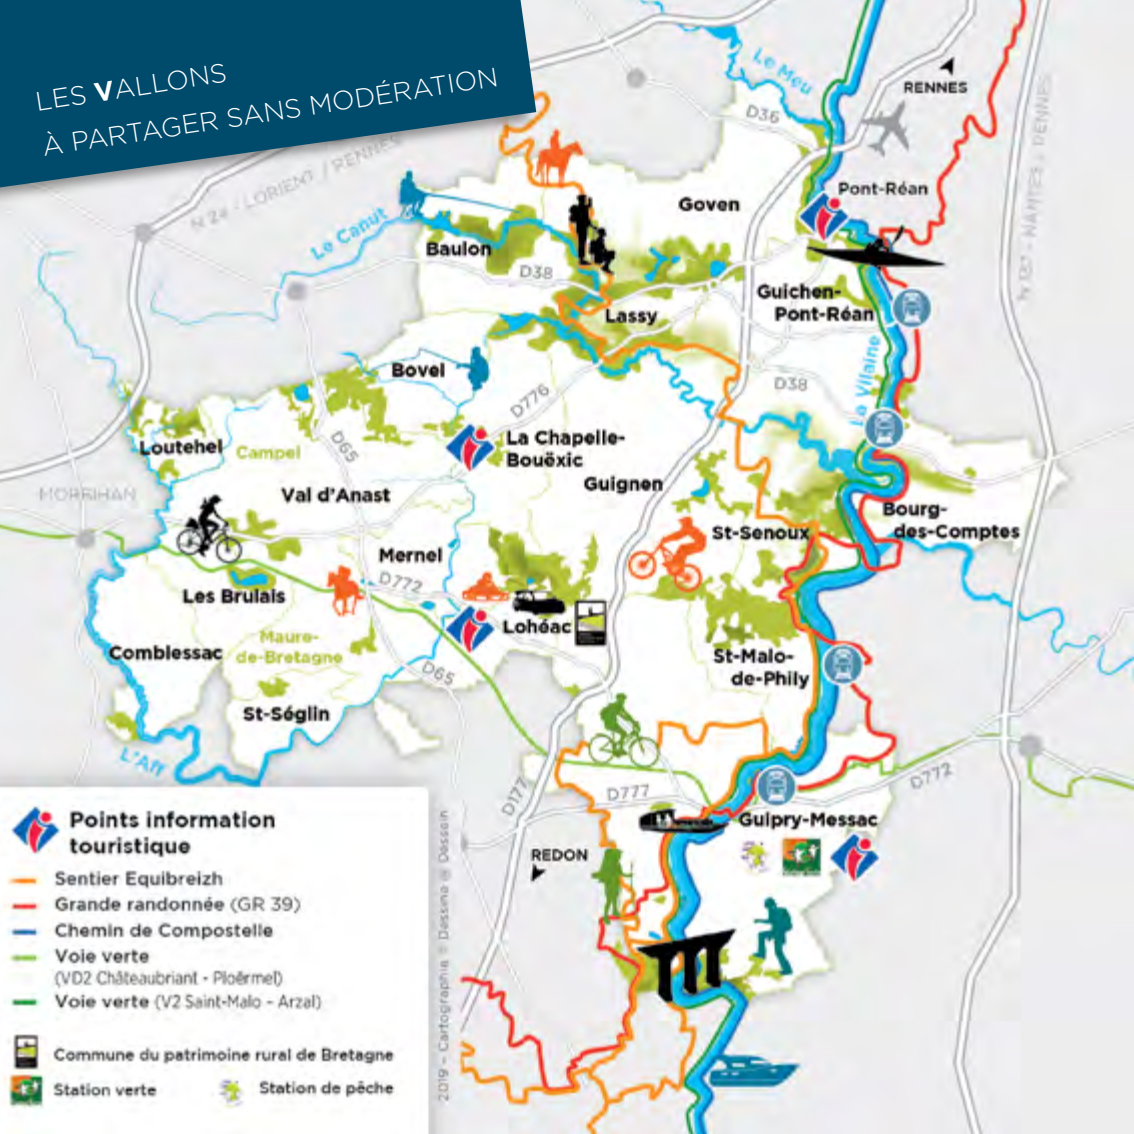 LES VALLONS
À PARTAGER SANS MODÉRATION
Le Meu
RENNES
D36
N 24 / LORIENT / RENNES
N 137 - NANTES à RENNES
Pont-Réan
Goven
Le Canut
Baulon
D38
Guichen-
Pont-Réan
Lassy
La Vilaine
Bovel
D38
D776
Loutehel
Campel
D65
La Chapelle-
Bouëxic
Guignen
MORBIHAN
Val d'Anast
Bourg-
des-Comptes
St-Senoux
Mernel
D772
Les Brulais
Lohéac
Maure-
de-Bretagne
Comblessac
D65
St-Malo-
de-Phily
St-Séglin
L'Aff
D177
D777
D772
Guipry-Messac
REDON
Points information
touristique
Sentier Equibreizh
Grande randonnée (GR 39)
Chemin de Compostelle
Voie verte
(VD2 Châteaubriant - Ploërmel)
Voie verte (V2 Saint-Malo - Arzal)
Commune du patrimoine rural de Bretagne
Station verte
Station de pêche
2019 - Cartographie © Dessine @ Dessein